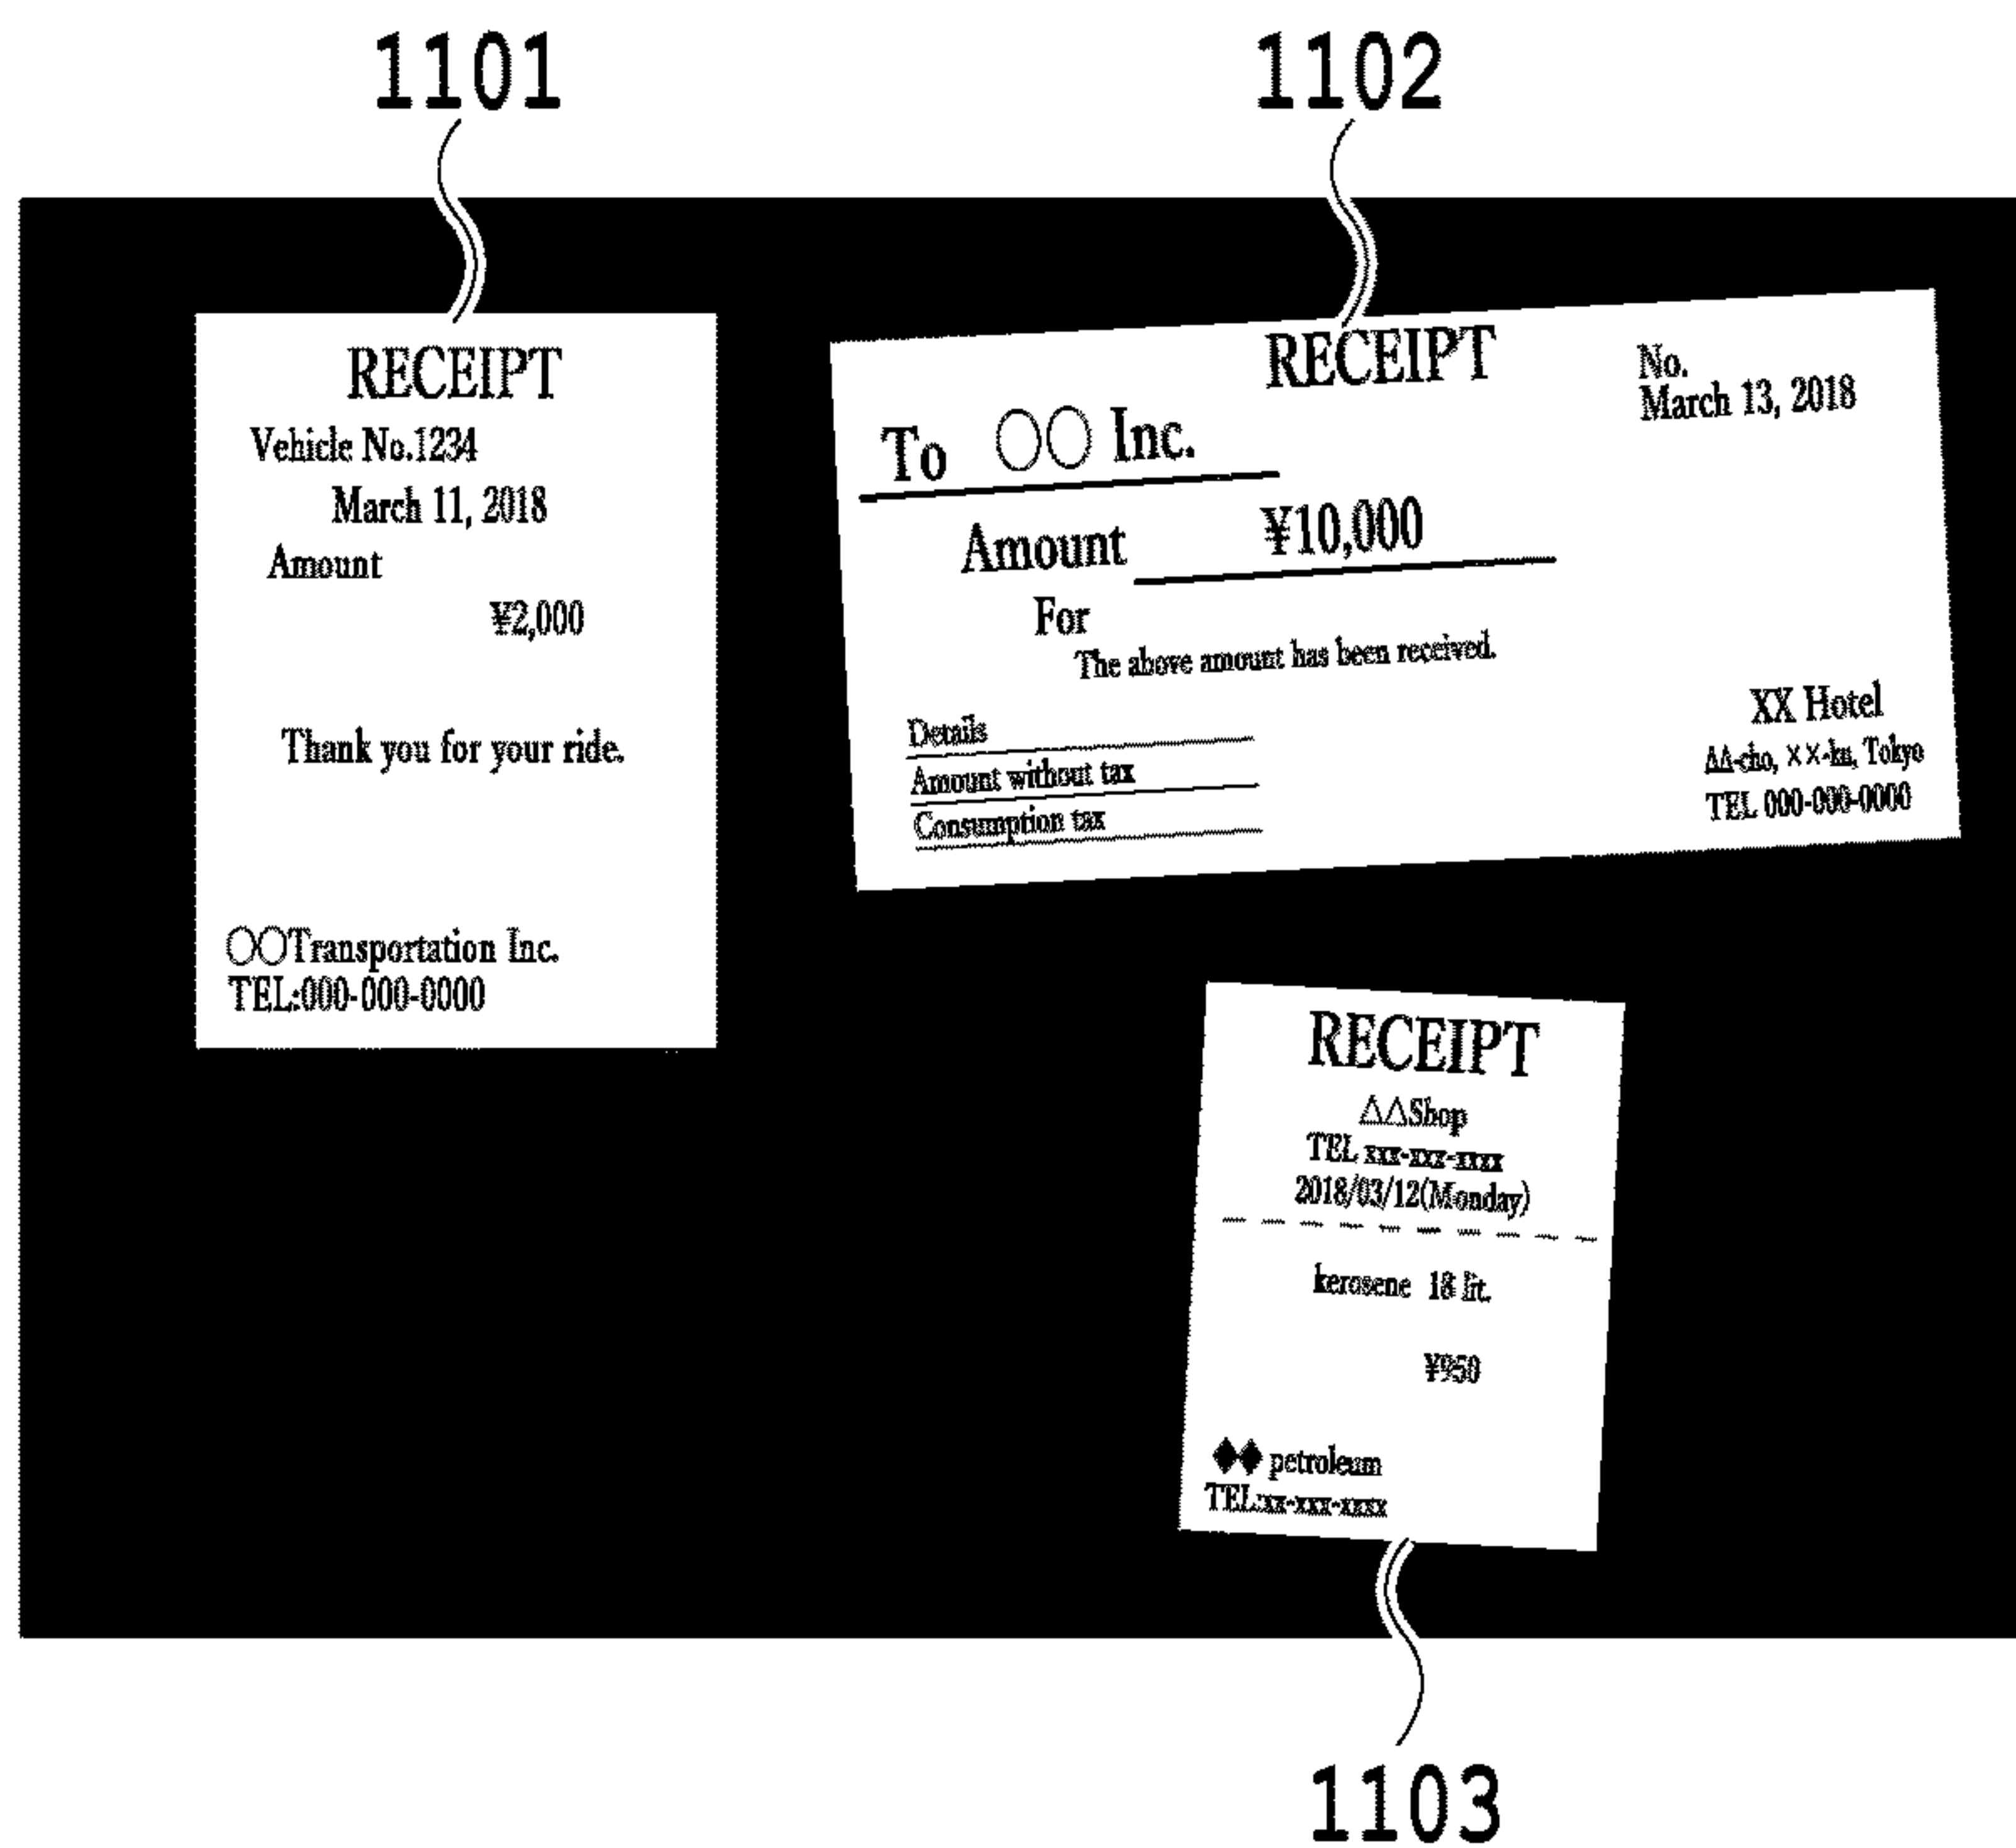 1101
1102
RECEIPT
Vehicle No.1234
March 11, 2018
Amount
¥2,000
Thank you for your ride.
○○Transportation Inc.
TEL:000-000-0000
RECEIPT
No.
March 13, 2018
To ○○ Inc.
Amount ¥10,000
For
The above amount has been received.
Details
Amount without tax
Consumption tax
XX Hotel
ΔΔ-cho, ××-ku, Tokyo
TEL 000-000-0000
RECEIPT
△△Shop
TEL xxx-xxx-xxxx
2018/03/12(Monday)
kerosene 18 lit.
¥950
◆◆ petroleum
TEL:xx-xxx-xxxx
1103